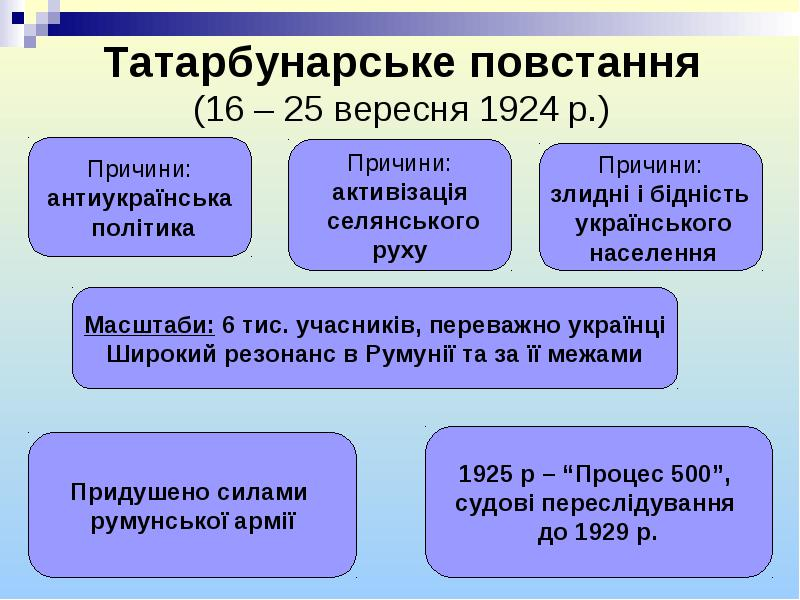 Татарбунарське повстання
(16 – 25 вересня 1924 р.)
Причини:
антиукраїнська
політика
Причини:
активізація
селянського
руху
Причини:
злидні і бідність
українського
населення
Масштаби: 6 тис. учасників, переважно українці
Широкий резонанс в Румунії та за її межами
Придушено силами
румунської армії
1925 р – “Процес 500”,
судові переслідування
до 1929 р.